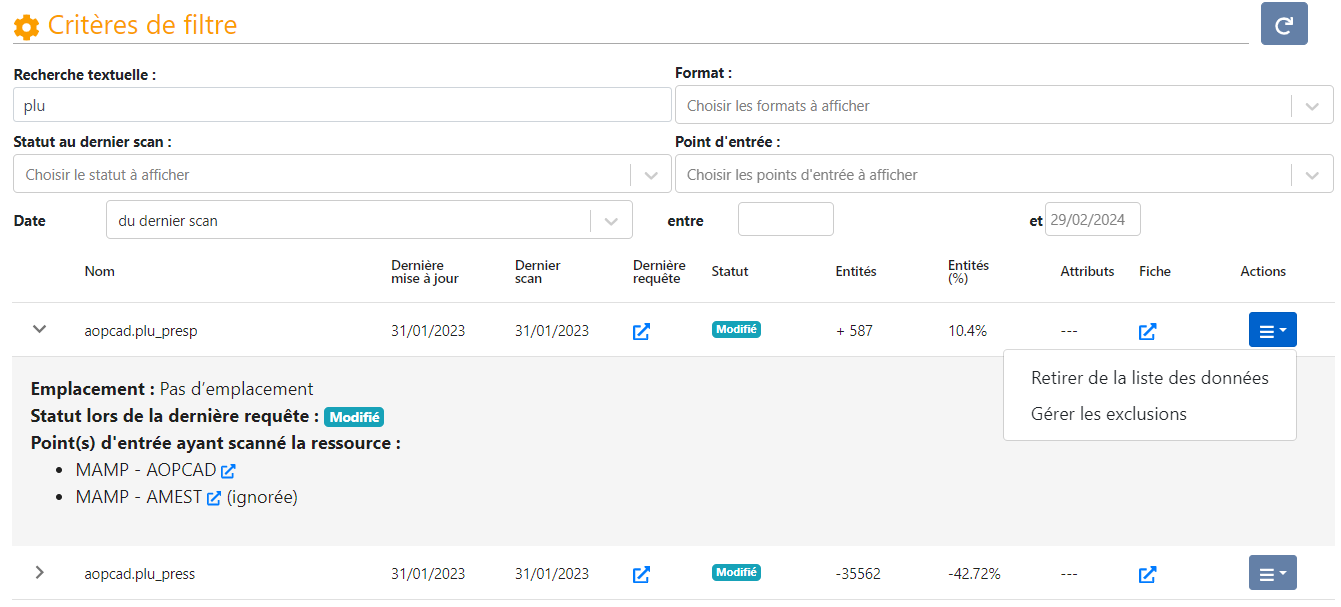 Critères de filtre
Recherche textuelle :
Format :
plu
Choisir les formats à afficher
Statut au dernier scan :
Point d'entrée :
Choisir le statut à afficher
Choisir les points d'entrée à afficher
Date
du dernier scan
entre
et
29/02/2024
Nom
Dernière
mise à jour
Dernier
scan
Dernière
requête
Statut
Entités
Entités
(%)
Attributs
Fiche
Actions
aopcad.plu_presp
31/01/2023
31/01/2023
Modifié
+ 587
10.4%
---
Retirer de la liste des données
Gérer les exclusions
Emplacement : Pas d’emplacement
Statut lors de la dernière requête : Modifié
Point(s) d'entrée ayant scanné la ressource :
• MAMP - AOPCAD
• MAMP - AMEST (ignorée)
aopcad.plu_press
31/01/2023
31/01/2023
Modifié
-35562
-42.72%
---